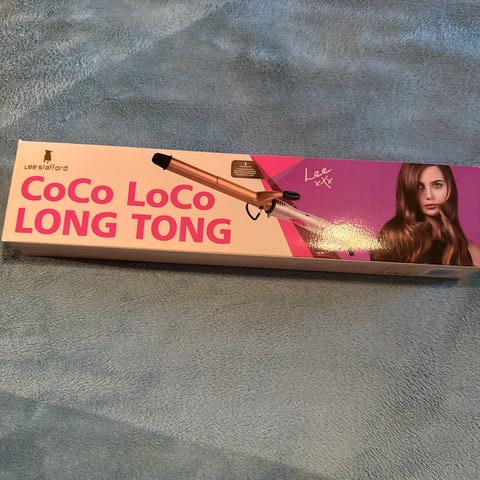 Lee Stafford
CoCo LoCo
LONG TONG
Lee
xXx